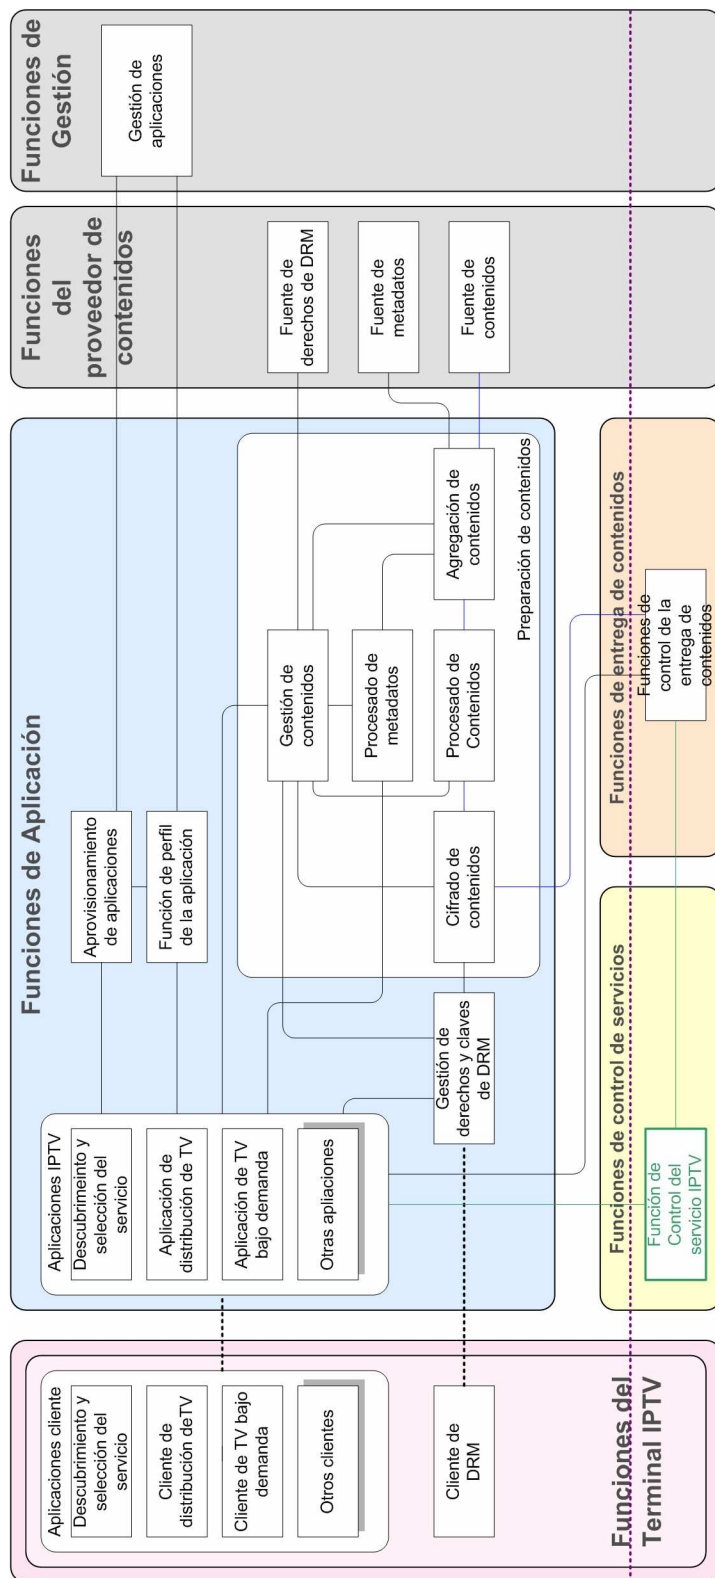 Aplicaciones cliente
Descubrimiento y
selección del
servicio
Cliente de
distribución deTV
Cliente de TV bajo
demanda
Otros clientes
Cliente de
DRM
Funciones del
Terminal IPTV
Funciones de Aplicación
Aplicaciones IPTV
Descubrimeinto y
selección del
servicio
Aplicación de
distribución de TV
Aplicación de TV
bajo demanda
Otras apliaciones
Aprovisionamiento
de aplicaciones
Función de perfil
de la aplicación
Gestión de
contenidos
Procesado de
metadatos
Gestión de
derechos y claves
de DRM
Cifrado de
contenidos
Procesado de
Contenidos
Agregación de
contenidos
Preparación de contenidos
Funciones de control de servicios
Función de
Control del
servicio IPTV
Funciones de entrega de contenidos
Funciones de
control de la
entrega de
contenidos
Funciones
del
proveedor de
contenidos
Fuente de
derechos de DRM
Fuente de
metadatos
Fuente de
contenidos
Funciones de
Gestión
Gestión de
aplicaciones